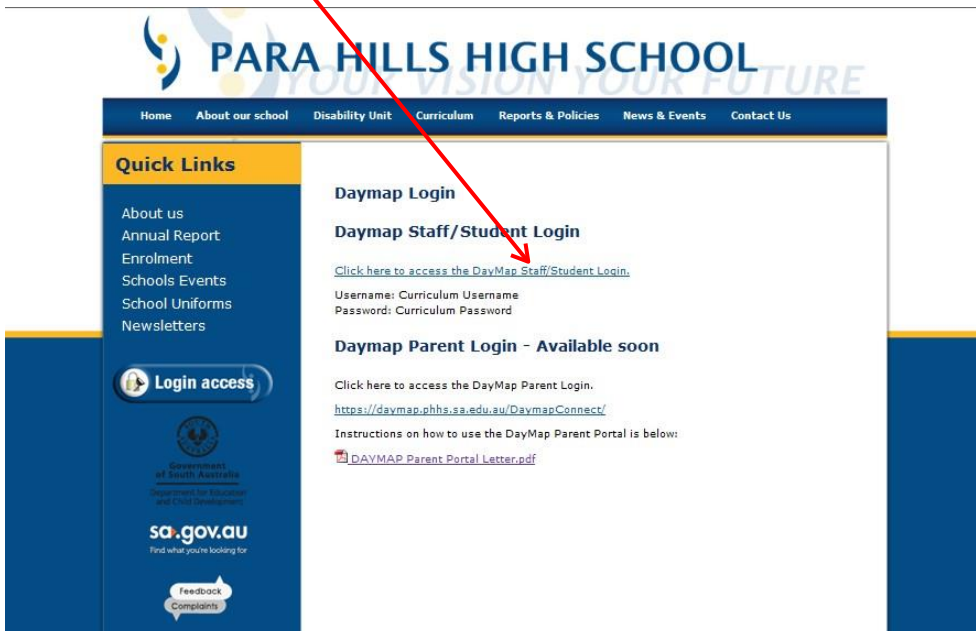 PARA HILLS HIGH SCHOOL
YOUR VISION YOUR FUTURE
Home About our school Disability Unit Curriculum Reports & Policies News & Events Contact Us
Quick Links
About us
Annual Report
Enrolment
Schools Events
School Uniforms
Newsletters
Login access
Government
of South Australia
Department for Education
and Child Development
sa.gov.au
Find what you're looking for
Feedback
Complaints
Daymap Login
Daymap Staff/Student Login
Click here to access the DayMap Staff/Student Login.
Username: Curriculum Username
Password: Curriculum Password
Daymap Parent Login - Available soon
Click here to access the DayMap Parent Login.
https://daymap.phhs.sa.edu.au/DaymapConnect/
Instructions on how to use the DayMap Parent Portal is below:
DAYMAP Parent Portal Letter.pdf